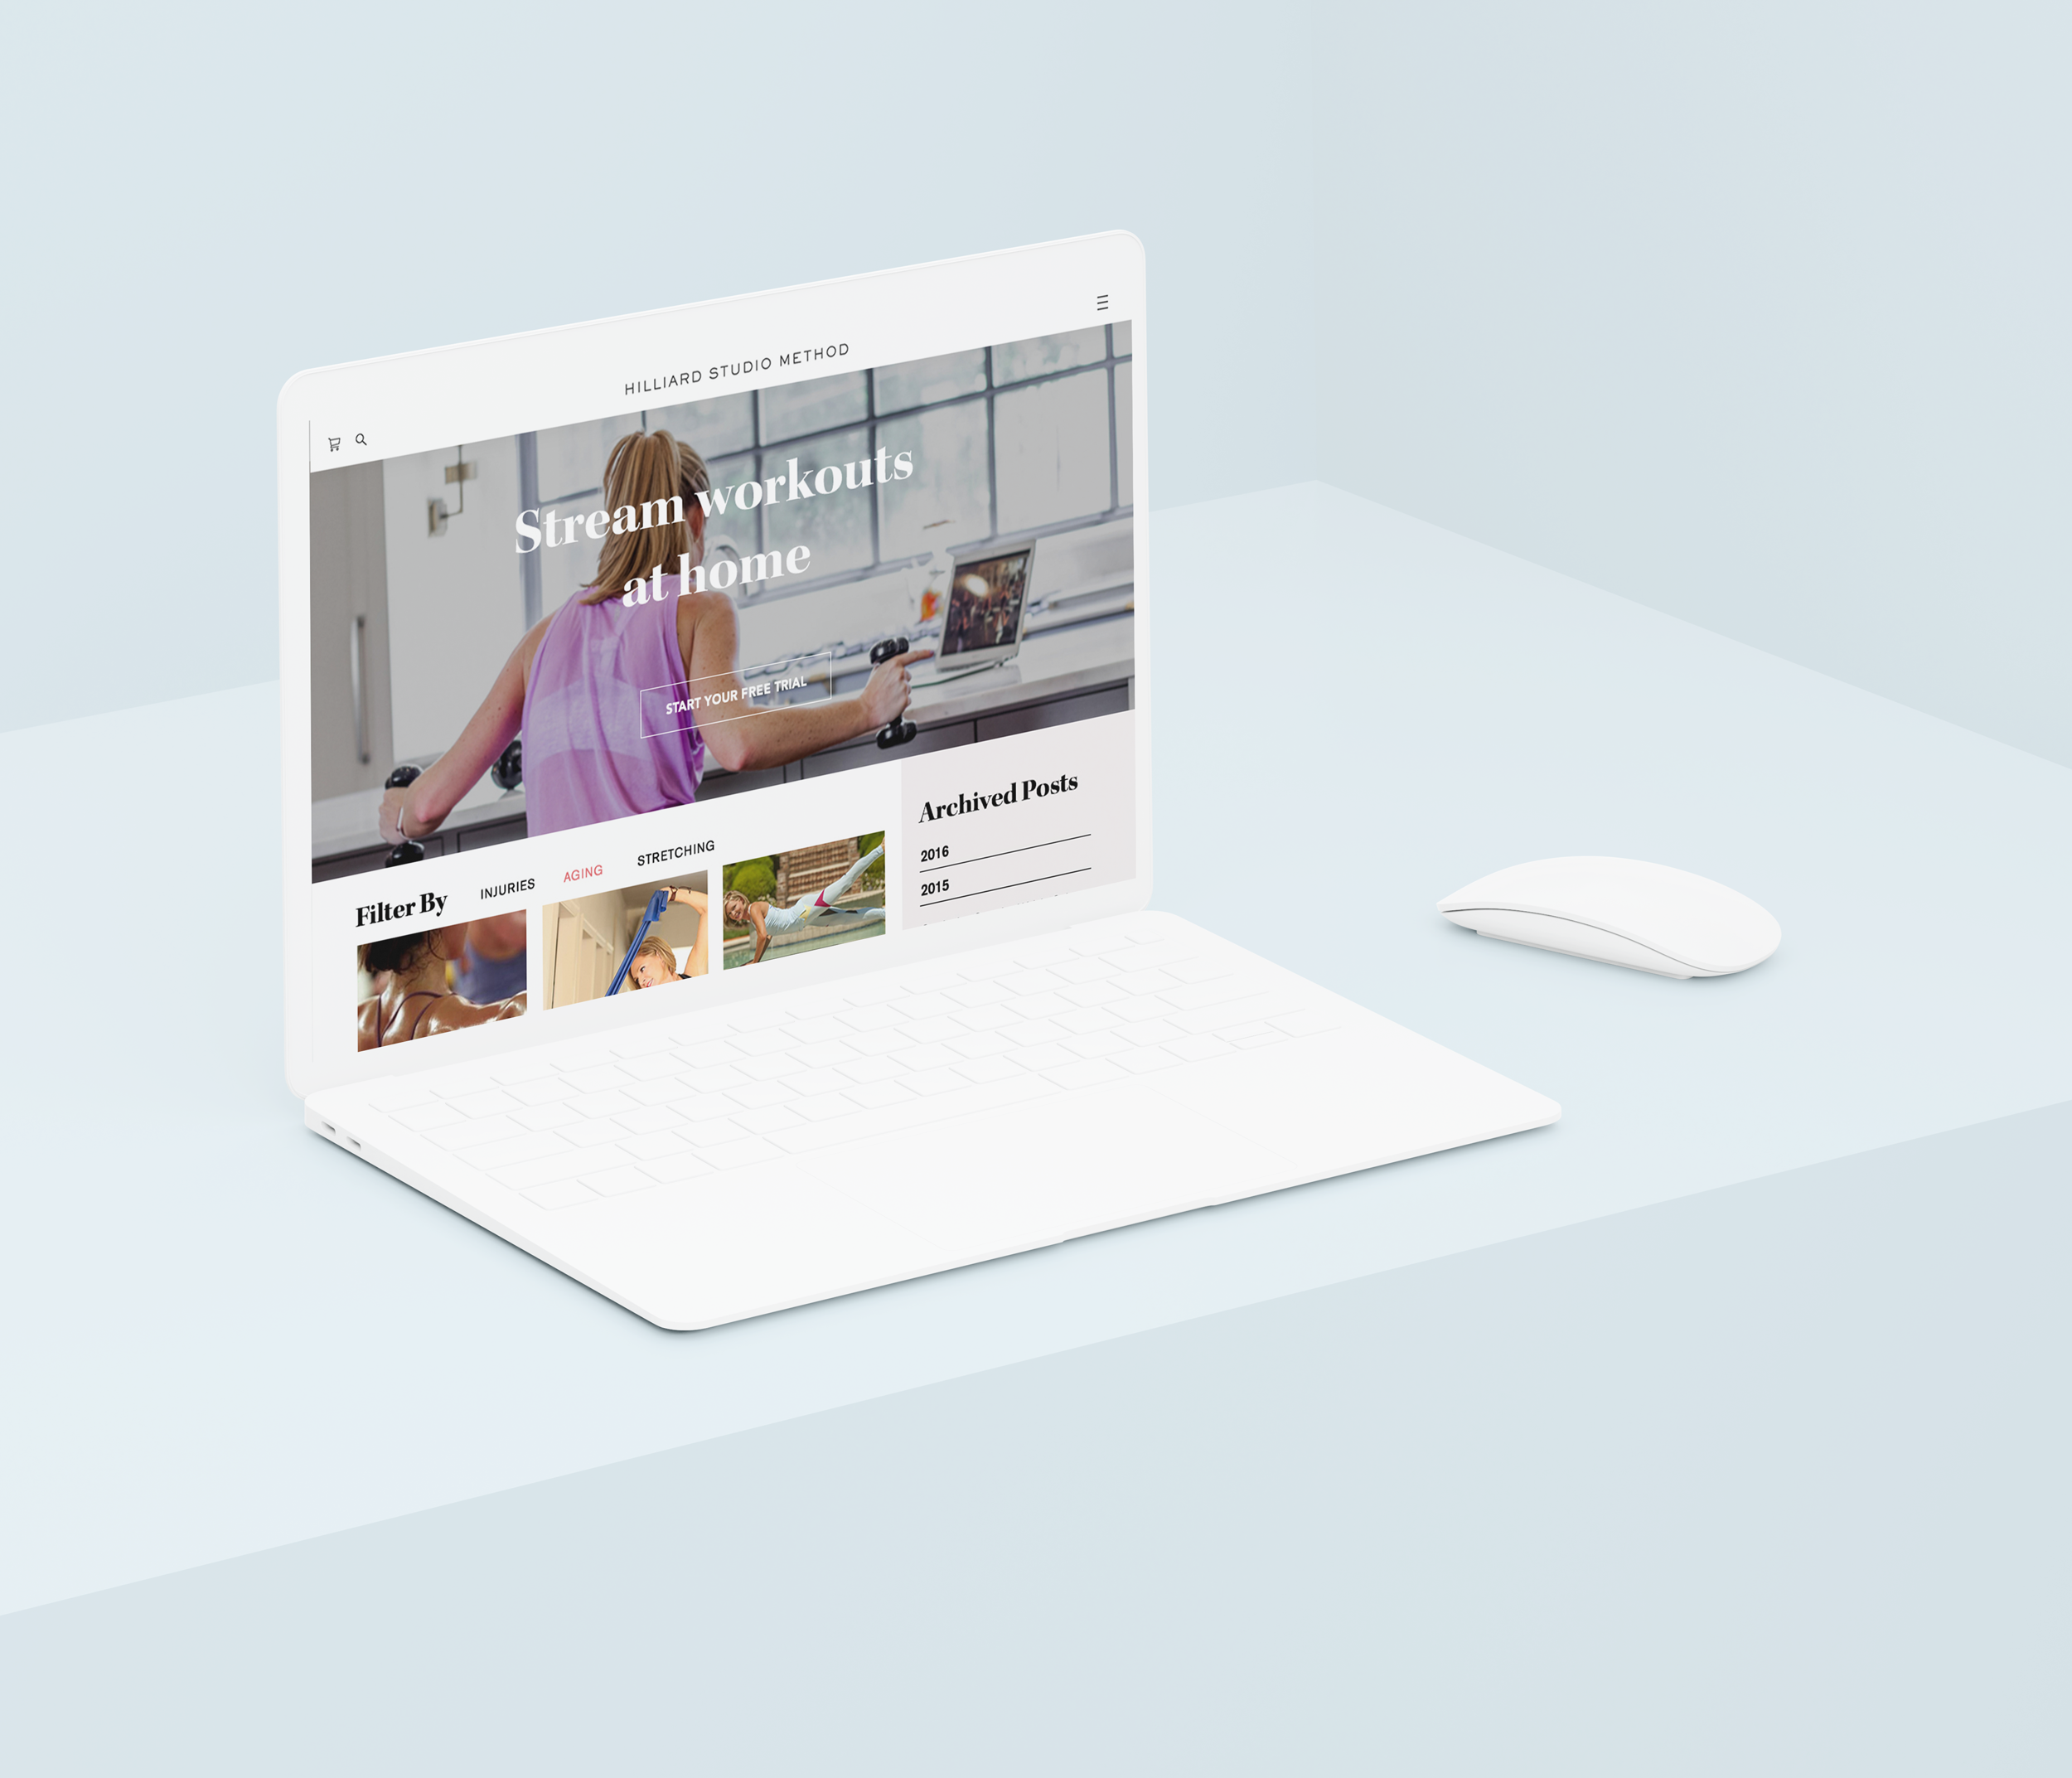 HILLIARD STUDIO METHOD
Stream workouts
at home
START YOUR FREE TRIAL
Filter By
INJURIES
AGING
STRETCHING
Archived Posts
2016
2015